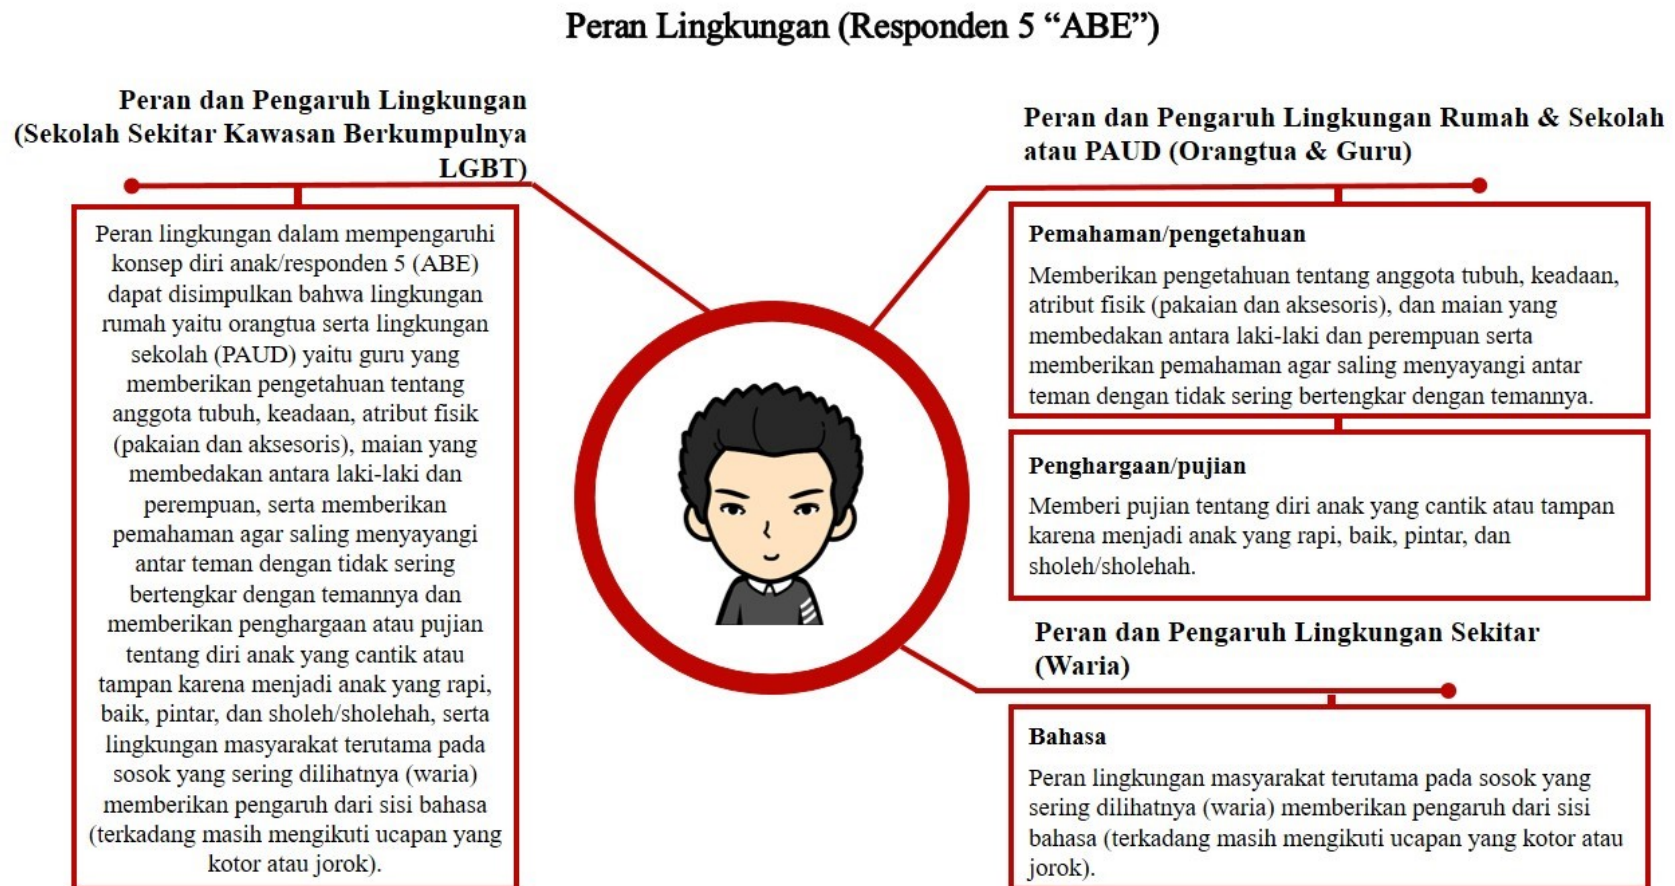 Peran Lingkungan (Responden 5 “ABE”)
Peran dan Pengaruh Lingkungan
(Sekolah Sekitar Kawasan Berkumpulnya
LGBT)
Peran lingkungan dalam mempengaruhi
konsep diri anak/responden 5 (ABE)
dapat disimpulkan bahwa lingkungan
rumah yaitu orangtua serta lingkungan
sekolah (PAUD) yaitu guru yang
memberikan pengetahuan tentang
anggota tubuh, keadaan, atribut fisik
(pakaian dan aksesoris), maian yang
membedakan antara laki-laki dan
perempuan, serta memberikan
pemahaman agar saling menyayangi
antar teman dengan tidak sering
bertengkar dengan temannya dan
memberikan penghargaan atau pujian
tentang diri anak yang cantik atau
tampan karena menjadi anak yang rapi,
baik, pintar, dan sholeh/sholehah, serta
lingkungan masyarakat terutama pada
sosok yang sering dilihatnya (waria)
memberikan pengaruh dari sisi bahasa
(terkadang masih mengikuti ucapan yang
kotor atau jorok).
Peran dan Pengaruh Lingkungan Rumah & Sekolah
atau PAUD (Orangtua & Guru)
Pemahaman/pengetahuan
Memberikan pengetahuan tentang anggota tubuh, keadaan,
atribut fisik (pakaian dan aksesoris), dan maian yang
membedakan antara laki-laki dan perempuan serta
memberikan pemahaman agar saling menyayangi antar
teman dengan tidak sering bertengkar dengan temannya.
Penghargaan/pujian
Memberi pujian tentang diri anak yang cantik atau tampan
karena menjadi anak yang rapi, baik, pintar, dan
sholeh/sholehah.
Peran dan Pengaruh Lingkungan Sekitar
(Waria)
Bahasa
Peran lingkungan masyarakat terutama pada sosok yang
sering dilihatnya (waria) memberikan pengaruh dari sisi
bahasa (terkadang masih mengikuti ucapan yang kotor atau
jorok).